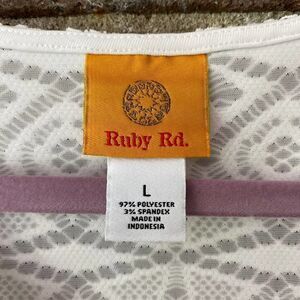 Ruby Rd.
L
97% POLYESTER
3% SPANDEX
MADE IN
INDONESIA